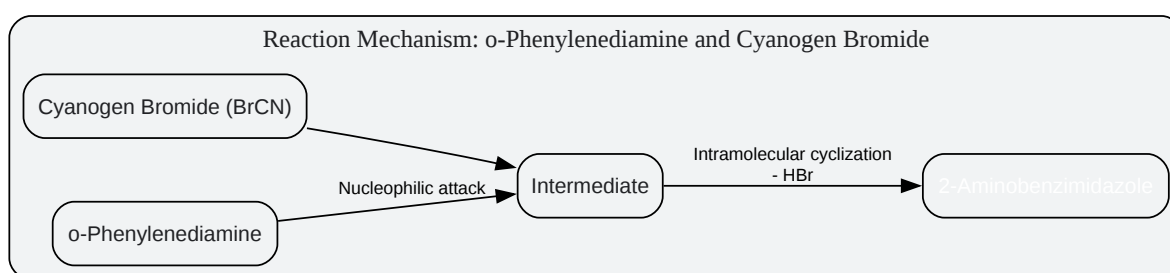 Reaction Mechanism: o-Phenylenediamine and Cyanogen Bromide
Cyanogen Bromide (BrCN)
Intramolecular cyclization
- HBr
Nucleophilic attack
Intermediate
2-Aminobenzimidazole
o-Phenylenediamine